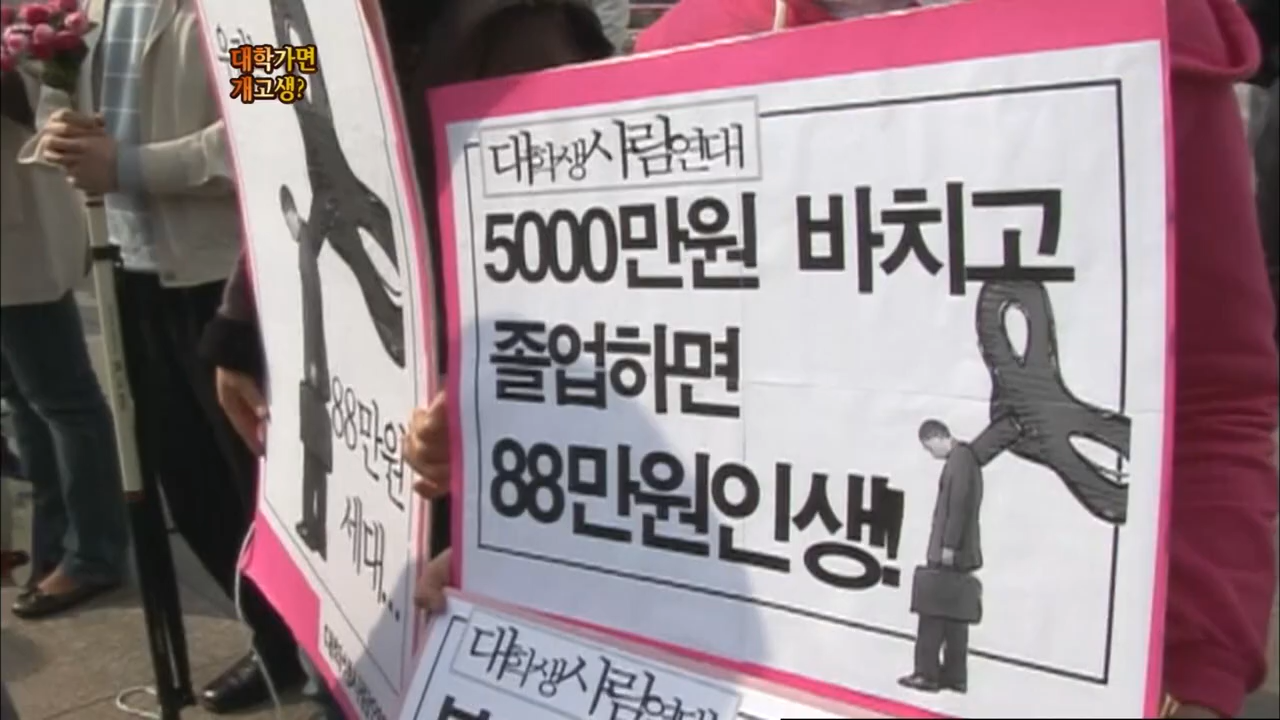 대학가면
개고생?
대학생사람연대
5000만원 바치고
졸업하면
88만원인생!
88만원
세대...
대학생사람연대